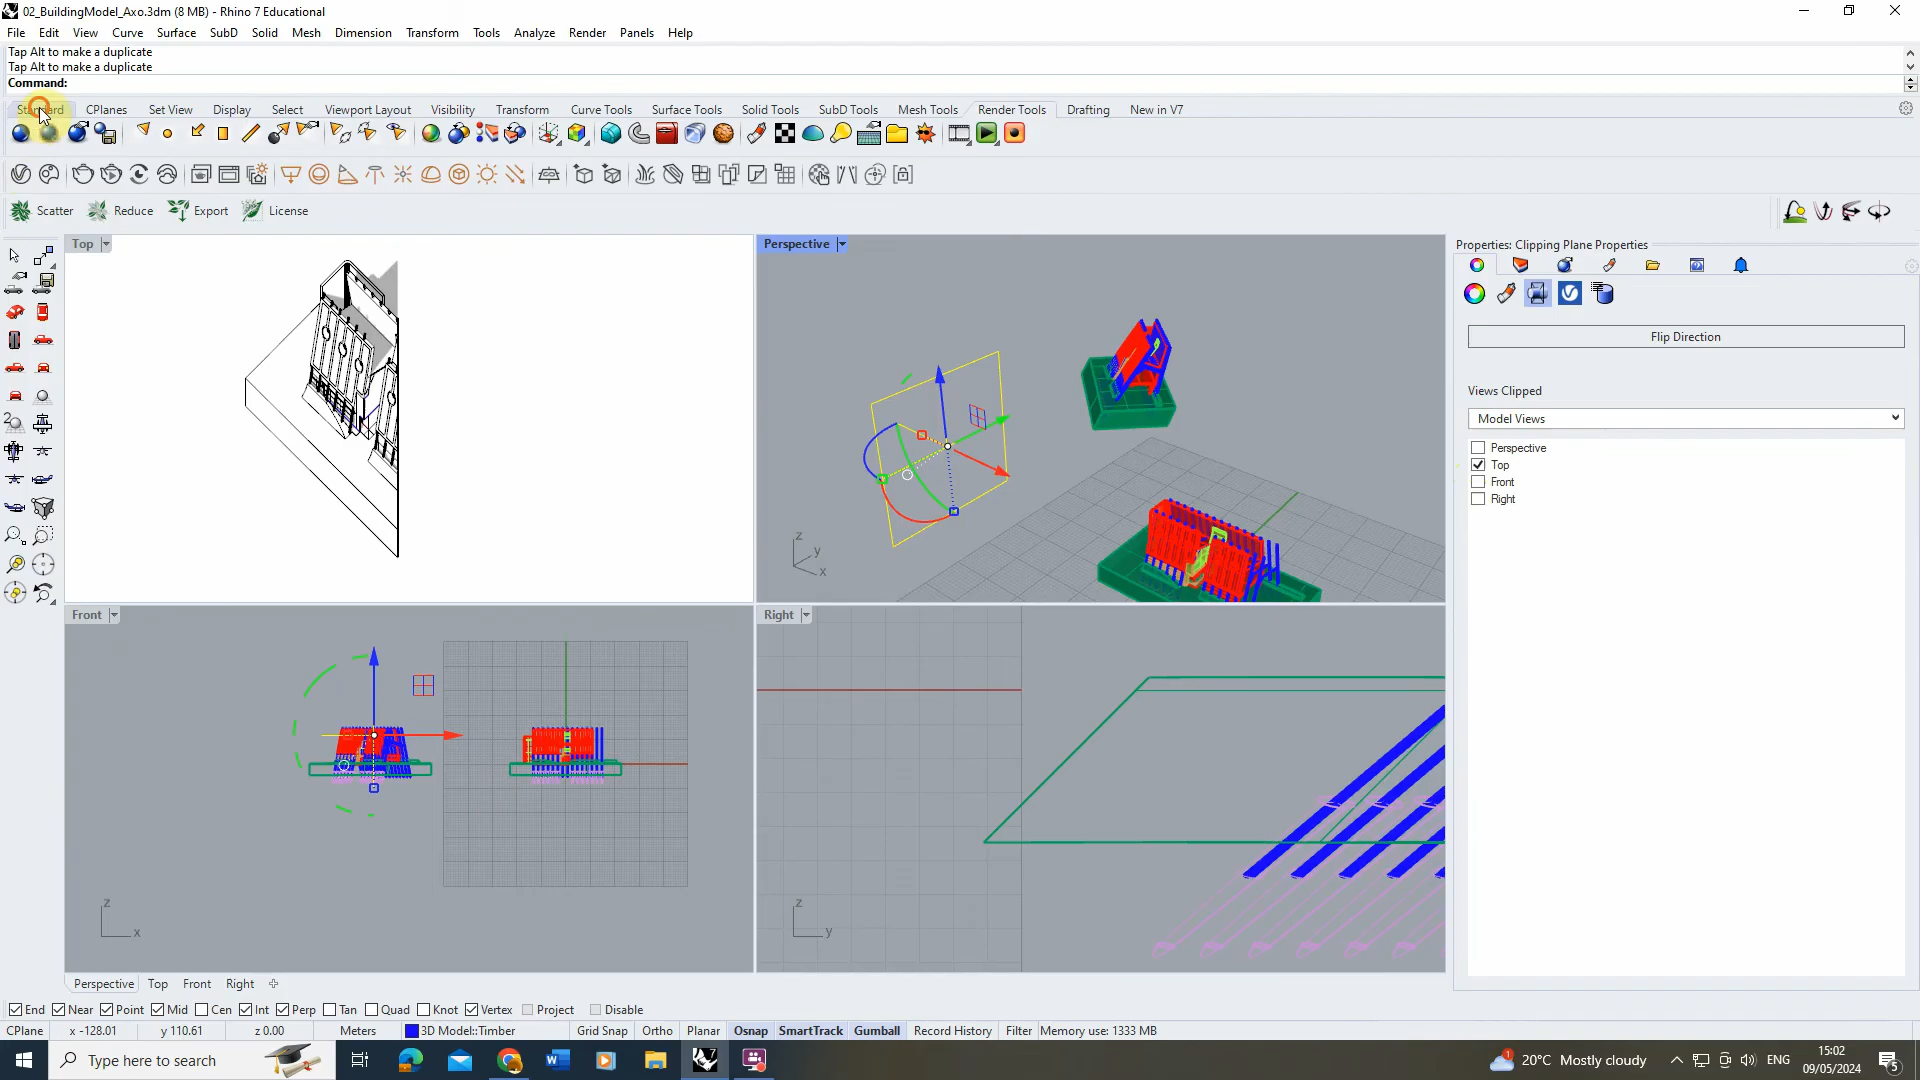 02_BuildingModel_Axo.3dm (8 MB) - Rhino 7 Educational
File Edit View Curve Surface SubD Solid Mesh Dimension Transform Tools Analyze Render Panels Help
Tap Alt to make a duplicate
Tap Alt to make a duplicate
Command:
Standard CPlanes Set View Display Select Viewport Layout Visibility Transform Curve Tools Surface Tools Solid Tools SubD Tools Mesh Tools Render Tools Drafting New in V7
Scatter Reduce Export License
Top Perspective Properties: Clipping Plane Properties
Flip Direction
Views Clipped
Model Views
Perspective
Top
Front
Right
z y x
Front Right
z x
z y
Perspective Top Front Right
End Near Point Mid Cen Int Perp Tan Quad Knot Vertex Project Disable
CPlane x -128.01 y 110.61 z 0.00 Meters 3D Model::Timber Grid Snap Ortho Planar Osnap SmartTrack Gumball Record History Filter Memory use: 1333 MB
Type here to search 20°C Mostly cloudy ENG 15:02
09/05/2024 5